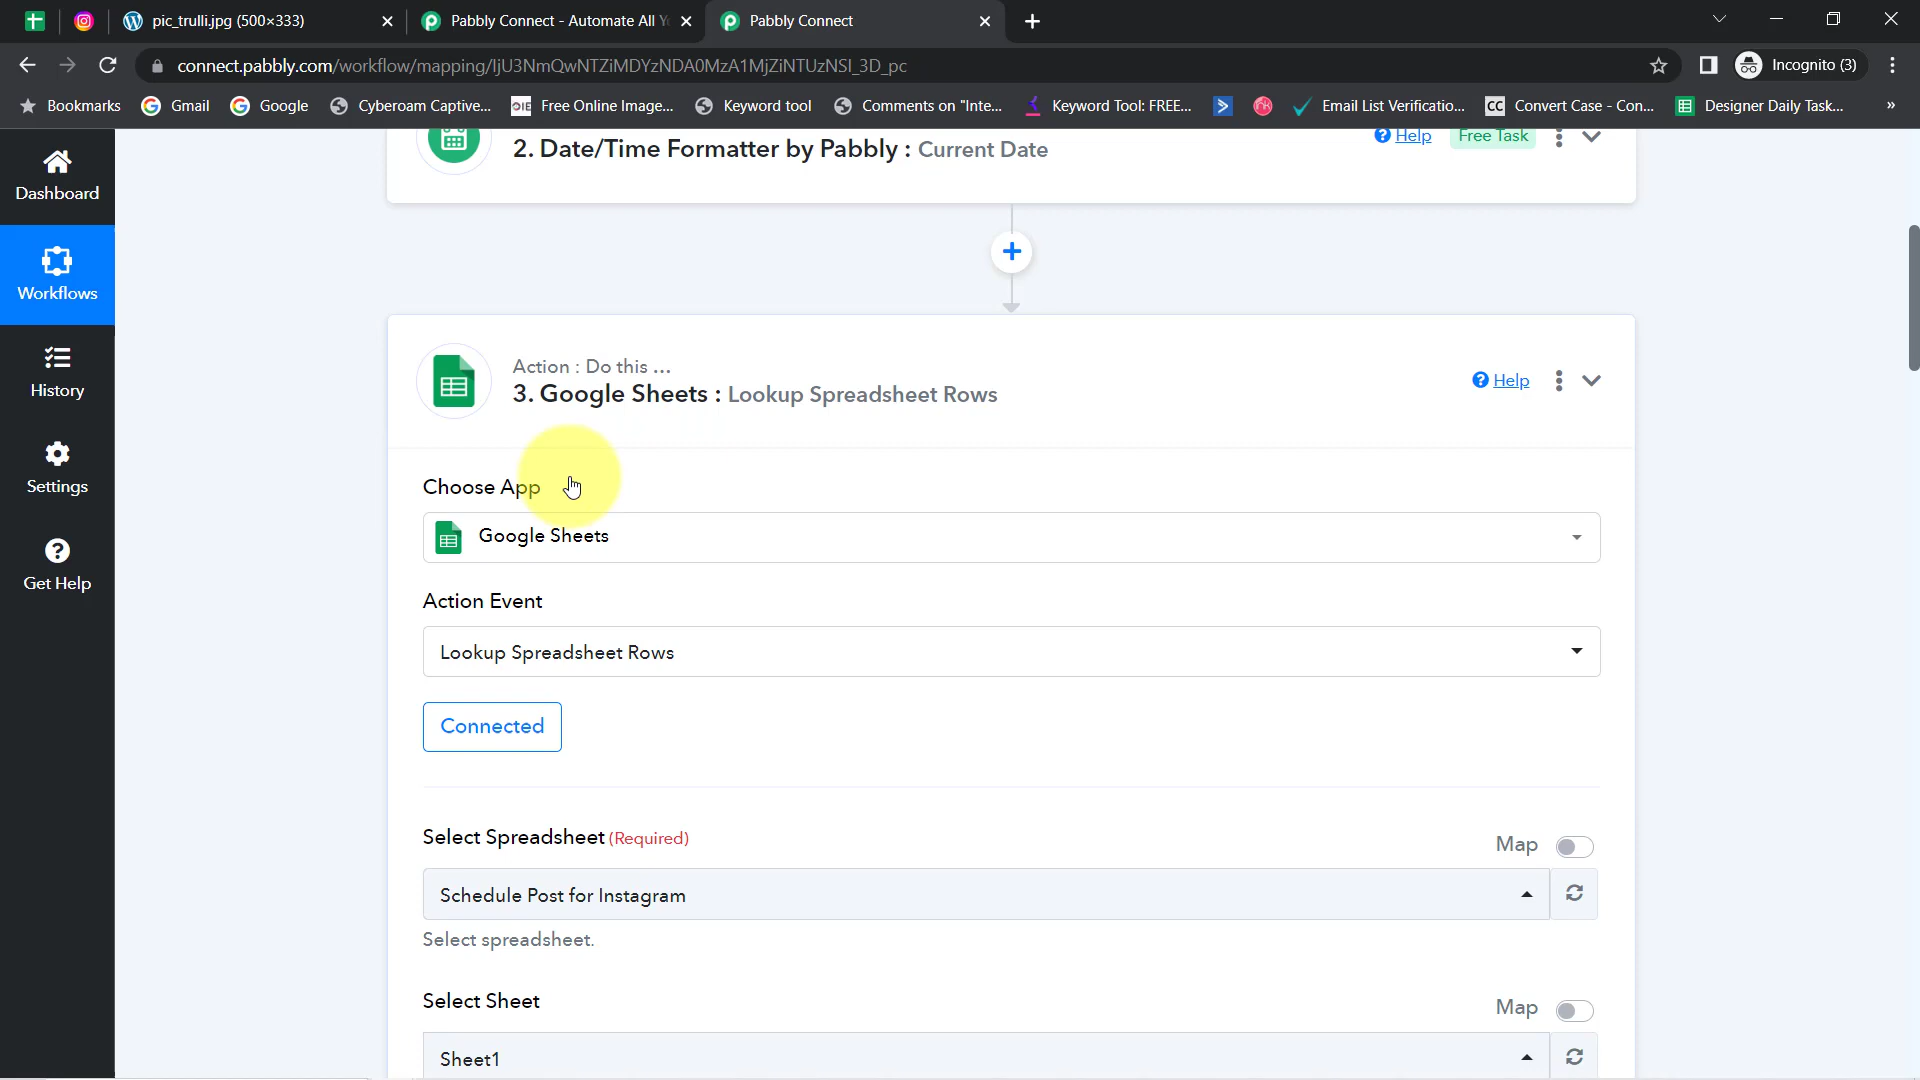 pic_trulli.jpg (500×333)
Pabbly Connect - Automate All Y
Pabbly Connect
connect.pabbly.com/workflow/mapping/IjU3NmQwNTZiMDYzNDA0MzA1MjZiNTUzNSI_3D_pc
Incognito (3)
Bookmarks
Gmail
Google
Cyberoam Captive...
Free Online Image...
Keyword tool
Comments on "Inte...
Keyword Tool: FREE...
Email List Verificatio...
CC
Convert Case - Con...
Designer Daily Task...
»
Dashboard
Workflows
History
Settings
Get Help
2. Date/Time Formatter by Pabbly : Current Date
Help
Free Task
Action : Do this ...
3. Google Sheets : Lookup Spreadsheet Rows
Help
Choose App
Google Sheets
Action Event
Lookup Spreadsheet Rows
Connected
Select Spreadsheet (Required)
Map
Schedule Post for Instagram
Select spreadsheet.
Select Sheet
Map
Sheet1